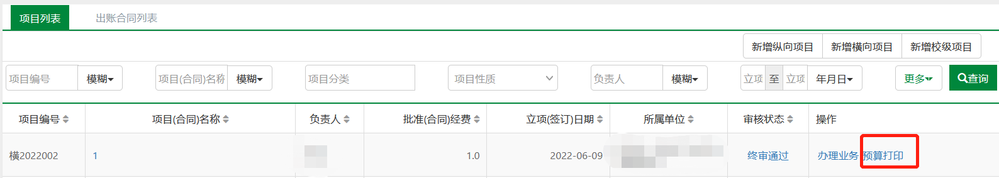 项目列表 出账合同列表
新增纵向项目 新增横向项目 新增校级项目
项目编号 模糊 项目(合同)名称 模糊 项目分类 项目性质 负责人 模糊 立项 至 立项 年月日 更多 查询
项目编号 项目(合同)名称 负责人 批准(合同)经费 立项(签订)日期 所属单位 审核状态 操作
横2022002 1 1.0 2022-06-09 终审通过 办理业务 预算打印